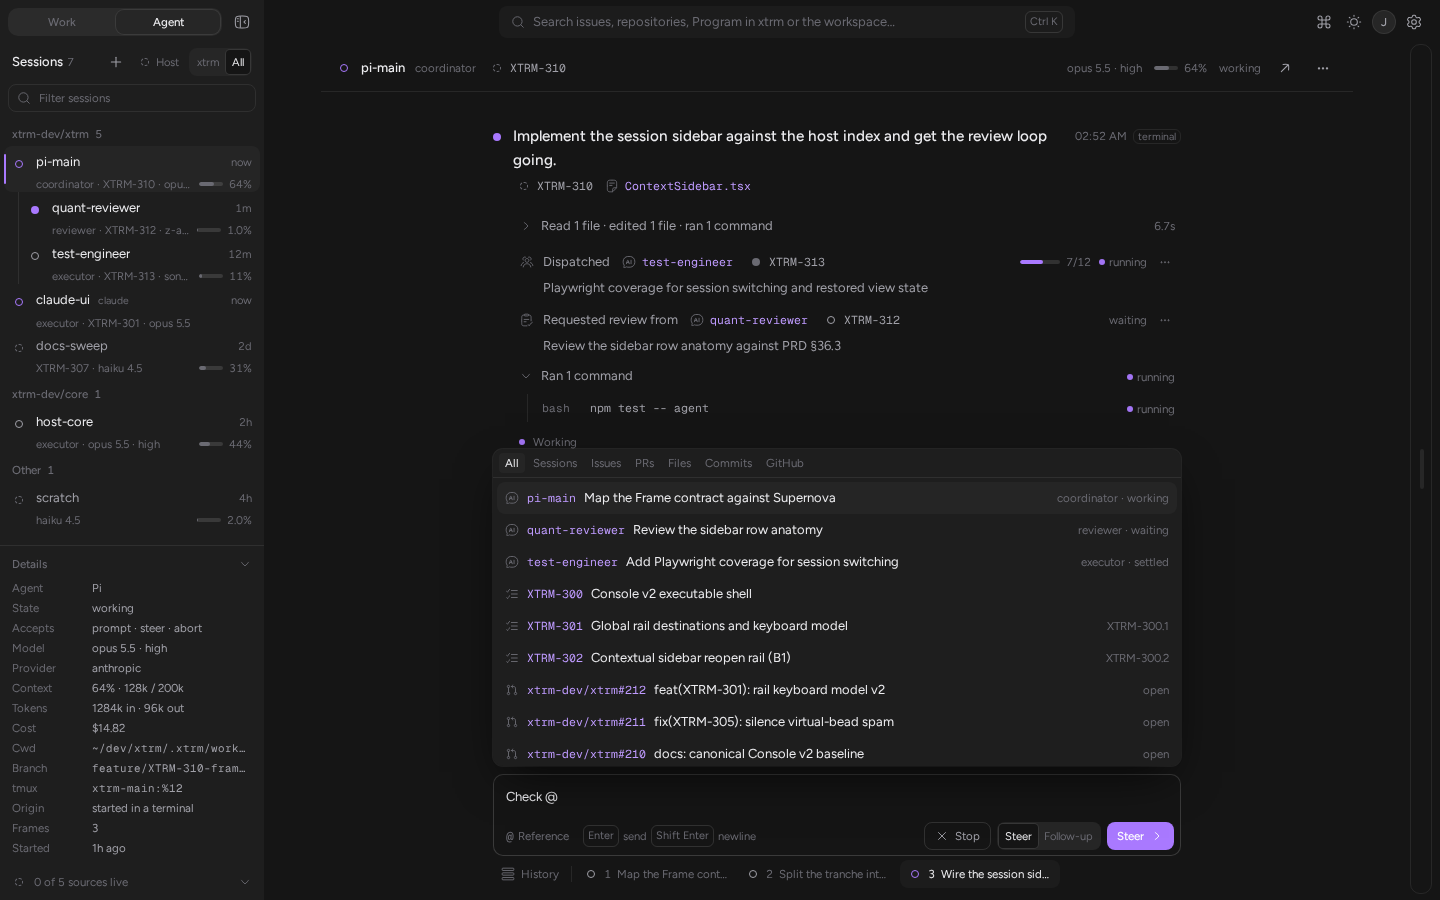 Work Agent
Search issues, repositories, Program in xtrm or the workspace... Ctrl K
J
Sessions 7 + Host xtrm All
Filter sessions
xtrm-dev/xtrm 5
pi-main now
coordinator · XTRM-310 · opu... 64%
quant-reviewer 1m
reviewer · XTRM-312 · z-a... 1.0%
test-engineer 12m
executor · XTRM-313 · son... 11%
claude-ui claude now
executor · XTRM-301 · opus 5.5
docs-sweep 2d
XTRM-307 · haiku 4.5 31%
xtrm-dev/core 1
host-core 2h
executor · opus 5.5 · high 44%
Other 1
scratch 4h
haiku 4.5 2.0%
Details
Agent Pi
State working
Accepts prompt · steer · abort
Model opus 5.5 · high
Provider anthropic
Context 64% · 128k / 200k
Tokens 1284k in · 96k out
Cost $14.82
Cwd ~/dev/xtrm/.xtrm/work...
Branch feature/XTRM-310-fram...
tmux xtrm-main:%12
Origin started in a terminal
Frames 3
Started 1h ago
0 of 5 sources live
pi-main coordinator XTRM-310 opus 5.5 · high 64% working
Implement the session sidebar against the host index and get the review loop 02:52 AM terminal
going.
XTRM-310 ContextSidebar.tsx
Read 1 file · edited 1 file · ran 1 command 6.7s
Dispatched AI test-engineer XTRM-313 7/12 running
Playwright coverage for session switching and restored view state
Requested review from AI quant-reviewer XTRM-312 waiting
Review the sidebar row anatomy against PRD §36.3
Ran 1 command running
bash npm test -- agent running
Working
All Sessions Issues PRs Files Commits GitHub
AI pi-main Map the Frame contract against Supernova coordinator · working
AI quant-reviewer Review the sidebar row anatomy reviewer · waiting
AI test-engineer Add Playwright coverage for session switching executor · settled
XTRM-300 Console v2 executable shell
XTRM-301 Global rail destinations and keyboard model XTRM-300.1
XTRM-302 Contextual sidebar reopen rail (B1) XTRM-300.2
xtrm-dev/xtrm#212 feat(XTRM-301): rail keyboard model v2 open
xtrm-dev/xtrm#211 fix(XTRM-305): silence virtual-bead spam open
xtrm-dev/xtrm#210 docs: canonical Console v2 baseline open
Check @
@ Reference Enter send Shift Enter newline Stop Steer Follow-up Steer
History 1 Map the Frame cont... 2 Split the tranche int... 3 Wire the session sid...